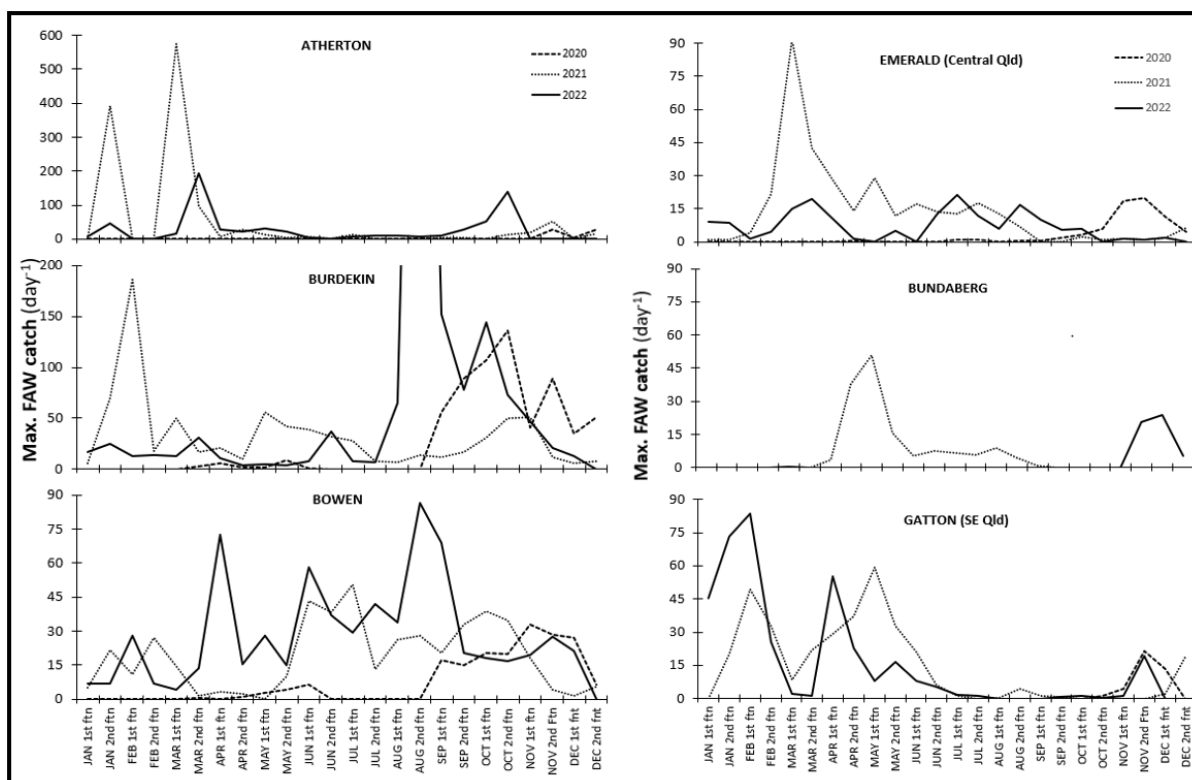 ATHERTON
600
500
400
300
200
100
0
2020
2021
2022
EMERALD (Central Qld)
90
75
60
45
30
15
0
2020
2021
2022
BURDEKIN
200
150
100
50
0
Max. FAW catch (day-1)
BUNDABERG
90
75
60
45
30
15
0
Max. FAW catch (day-1)
BOWEN
90
75
60
45
30
15
0
JAN 1st ftn
JAN 2nd ftn
FEB 1st ftn
FEB 2nd ftn
MAR 1st ftn
MAR 2nd ftn
APR 1st ftn
APR 2nd ftn
MAY 1st ftn
MAY 2nd ftn
JUN 1st ftn
JUN 2nd ftn
JUL 1st ftn
JUL 2nd ftn
AUG 1st ftn
AUG 2nd ftn
SEP 1st ftn
SEP 2nd ftn
OCT 1st ftn
OCT 2nd ftn
NOV 1st ftn
NOV 2nd Ftn
DEC 1st fnt
DEC 2nd fnt
GATTON (SE Qld)
90
75
60
45
30
15
0
JAN 1st ftn
JAN 2nd ftn
FEB 1st ftn
FEB 2nd ftn
MAR 1st ftn
MAR 2nd ftn
APR 1st ftn
APR 2nd ftn
MAY 1st ftn
MAY 2nd ftn
JUN 1st ftn
JUN 2nd ftn
JUL 1st ftn
JUL 2nd ftn
AUG 1st ftn
AUG 2nd ftn
SEP 1st ftn
SEP 2nd ftn
OCT 1st ftn
OCT 2nd ftn
NOV 1st ftn
NOV 2nd Ftn
DEC 1st fnt
DEC 2nd fnt